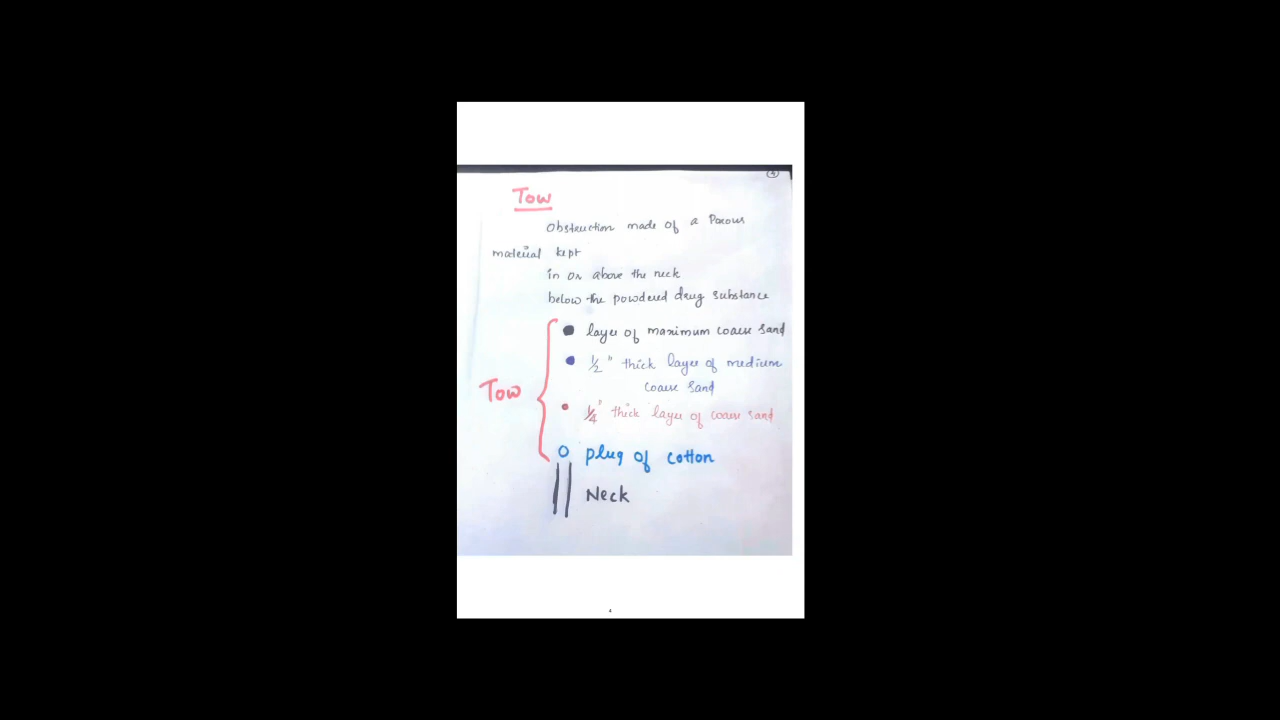 Tow
Obstruction made of a Porous
material kept
in or above the neck
below the powdered drug substance
layer of maximum coarse sand
1/2" thick layer of medium
coarse sand
Tow
1/4" thick layer of coarse sand
plug of cotton
Neck